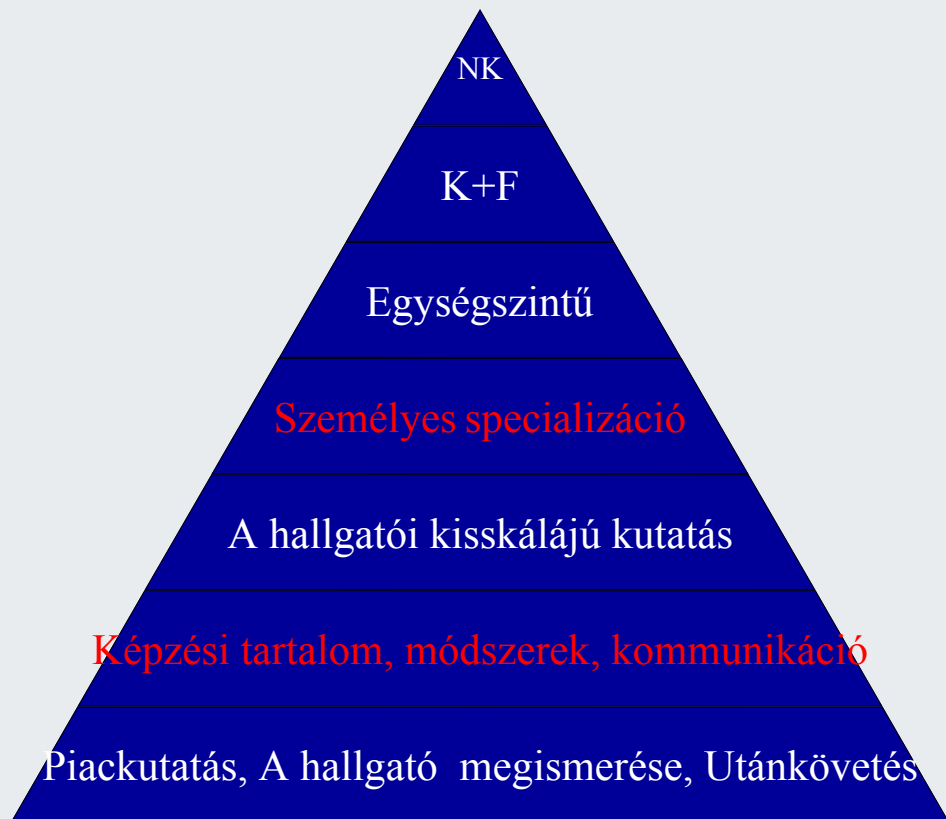 NK
K+F
Egységszintű
Személyes specializáció
A hallgatói kisskálájú kutatás
Képzési tartalom, módszerek, kommunikáció
Piackutatás, A hallgató megismerése, Utánkövetés